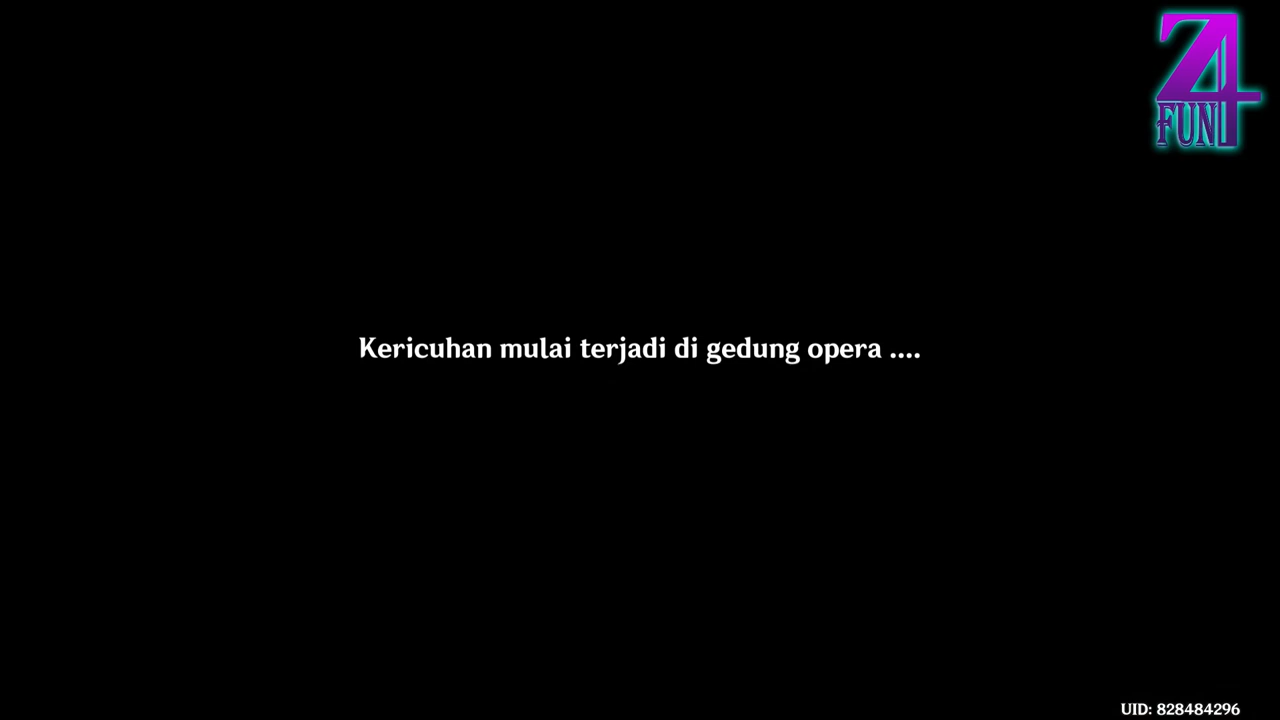 Z4
FUN
Kericuhan mulai terjadi di gedung opera ....
UID: 828484296